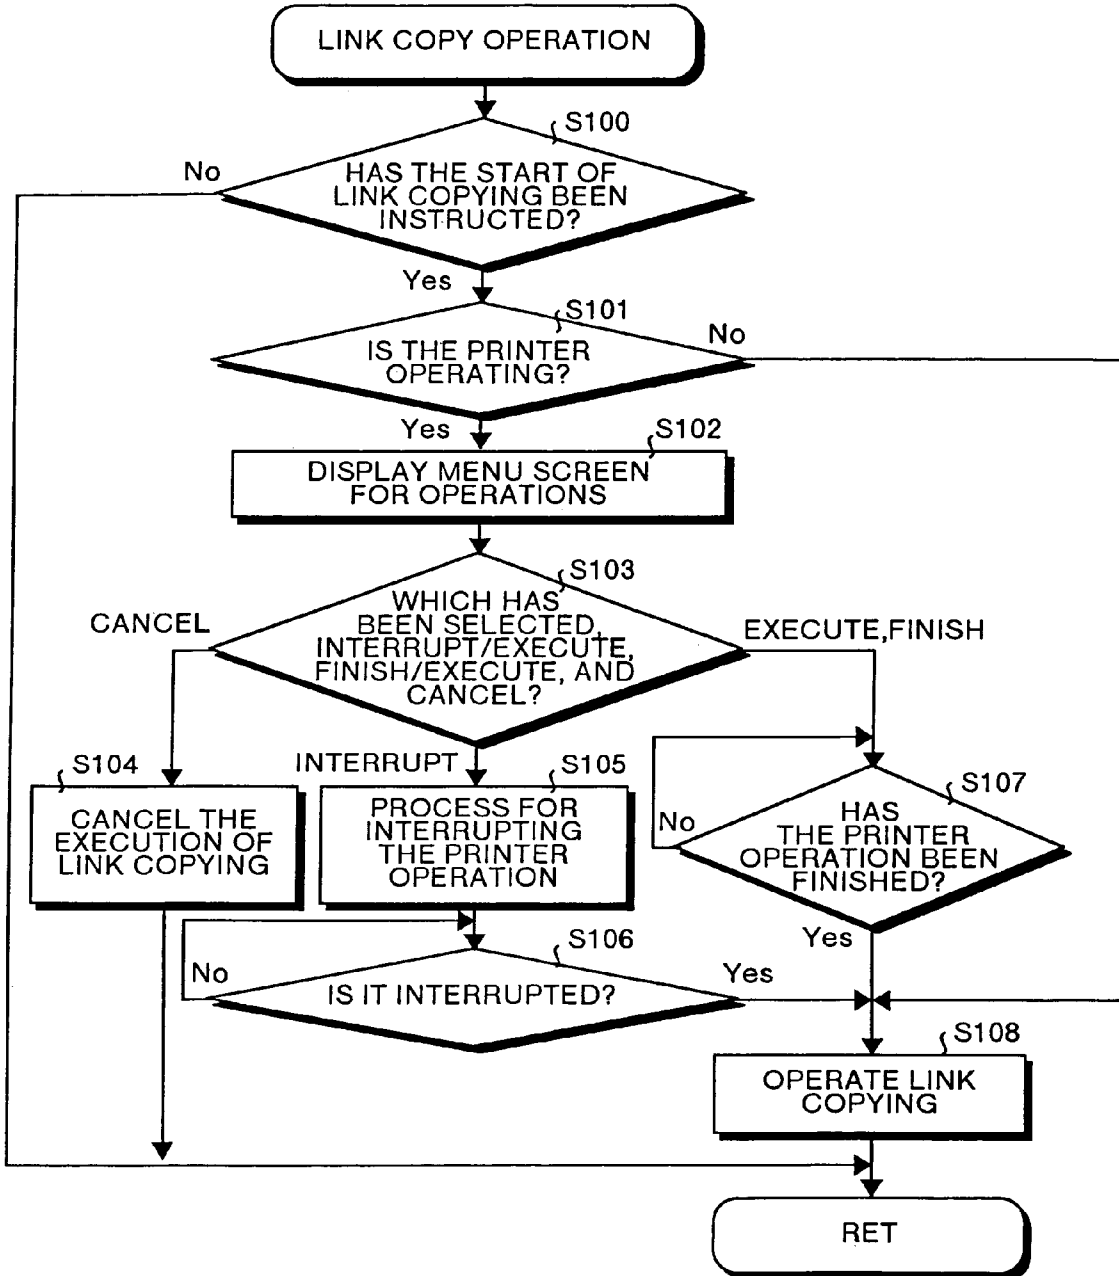 LINK COPY OPERATION
S100
No
HAS THE START OF
LINK COPYING BEEN
INSTRUCTED?
Yes
S101
No
IS THE PRINTER
OPERATING?
Yes
S102
DISPLAY MENU SCREEN
FOR OPERATIONS
S103
WHICH HAS
BEEN SELECTED,
INTERRUPT/EXECUTE,
FINISH/EXECUTE, AND
CANCEL?
CANCEL
EXECUTE,FINISH
S104
CANCEL THE
EXECUTION OF
LINK COPYING
INTERRUPT
S105
PROCESS FOR
INTERRUPTING
THE PRINTER
OPERATION
S107
No
HAS
THE PRINTER
OPERATION BEEN
FINISHED?
Yes
S106
No
IS IT INTERRUPTED?
Yes
S108
OPERATE LINK
COPYING
RET